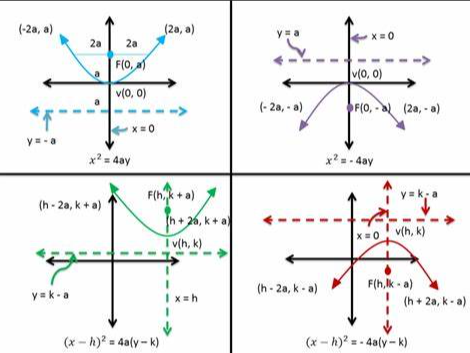 (-2a, a)
(2a, a)
2a
2a
F(0, a)
a
v(0, 0)
a
x = 0
y = - a
x² = 4ay
y = a
x = 0
v(0, 0)
(- 2a, - a)
F(0, - a)
(2a, - a)
x² = - 4ay
F(h, k + a)
(h - 2a, k + a)
(h + 2a, k + a)
v(h, k)
y = k - a
x = h
(x − h)² = 4a(y − k)
y = k - a
x = 0
v(h, k)
F(h, k - a)
(h - 2a, k - a)
(h + 2a, k - a)
(x − h)² = - 4a(y − k)